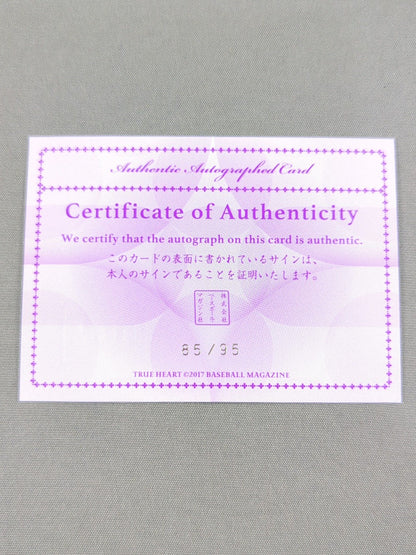 Authentic Autographed Card
Certificate of Authenticity
We certify that the autograph on this card is authentic.
このカードの表面に書かれているサインは、
本人のサインであることを証明いたします。
株式会社
ベースボール
マガジン社
85/95
TRUE HEART ©2017 BASEBALL MAGAZINE